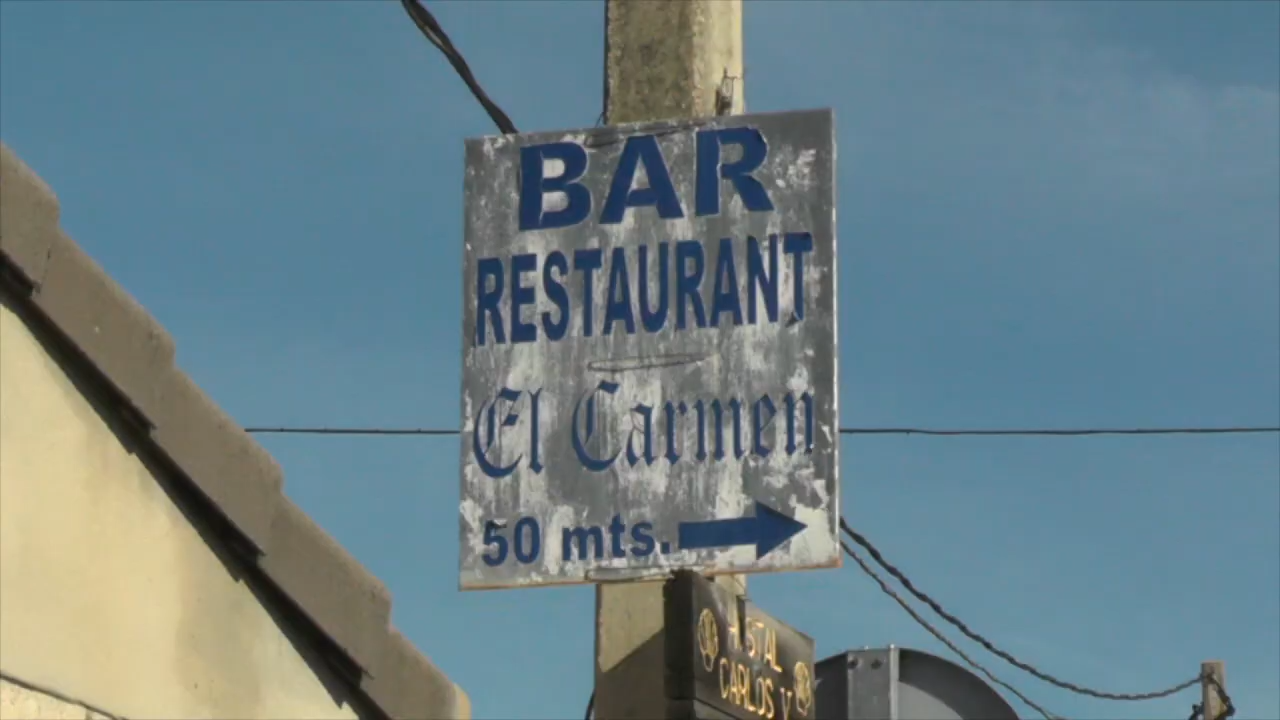 BAR
RESTAURANT
El Carmen
50 mts.
HOSTAL
CARLOS V